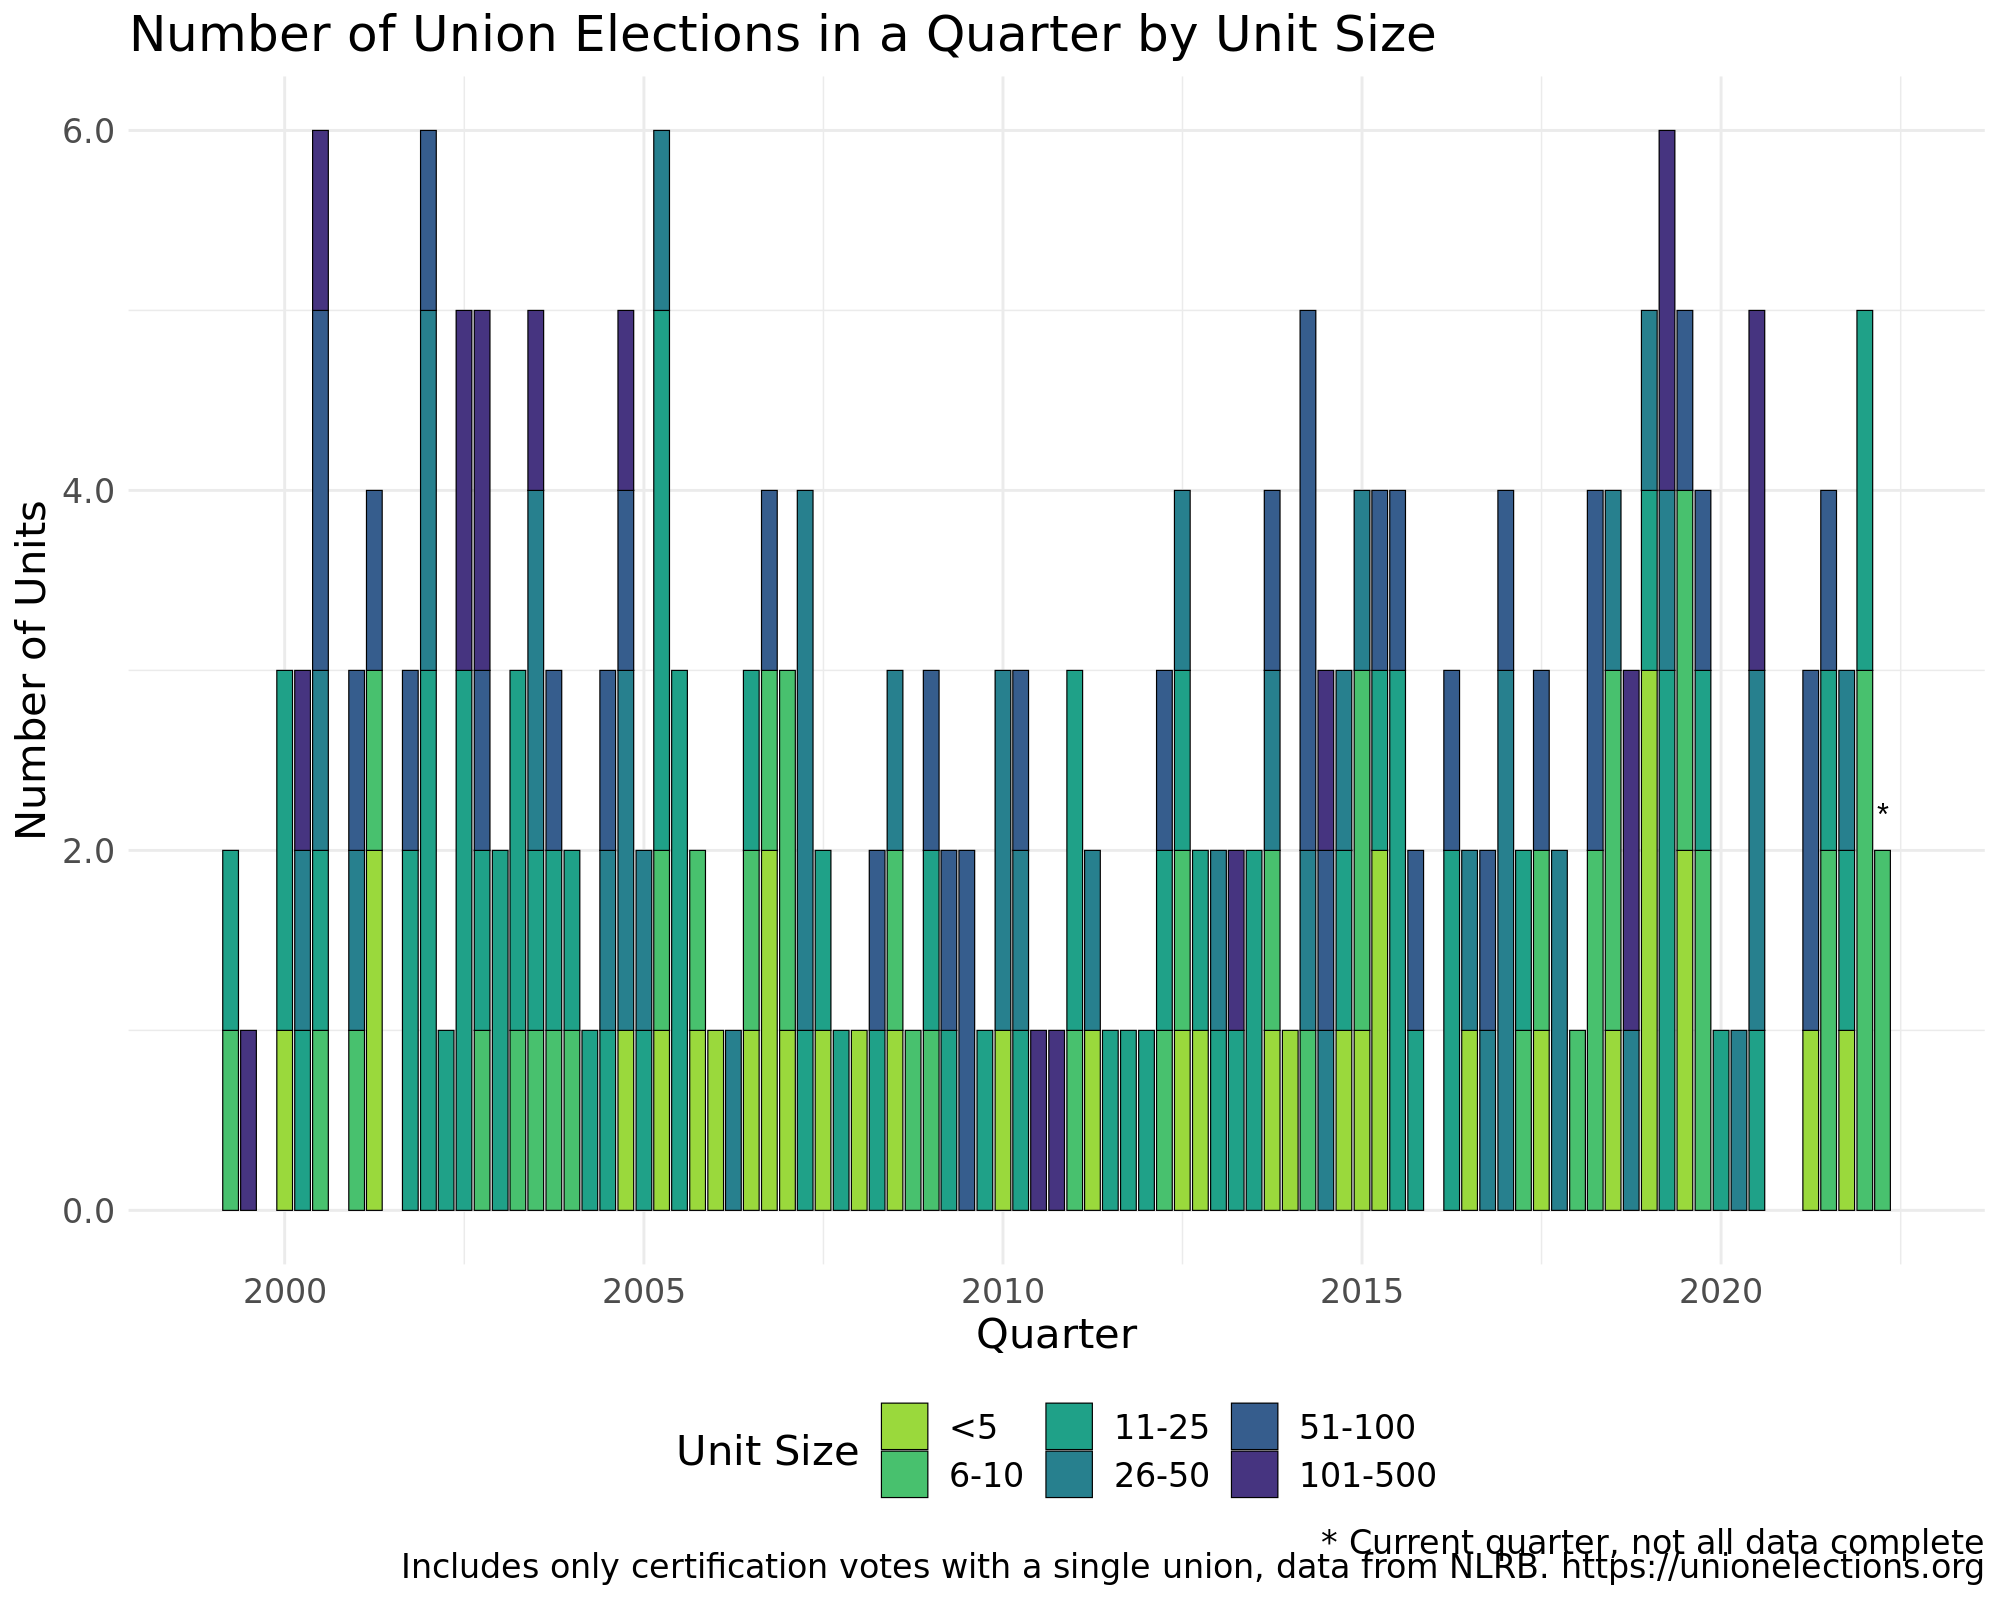 Number of Union Elections in a Quarter by Unit Size
Number of Units
6.0
4.0
2.0
0.0
*
2000 2005 2010 2015 2020
Quarter
Unit Size
<5 11-25 51-100
6-10 26-50 101-500
* Current quarter, not all data complete
Includes only certification votes with a single union, data from NLRB. https://unionelections.org